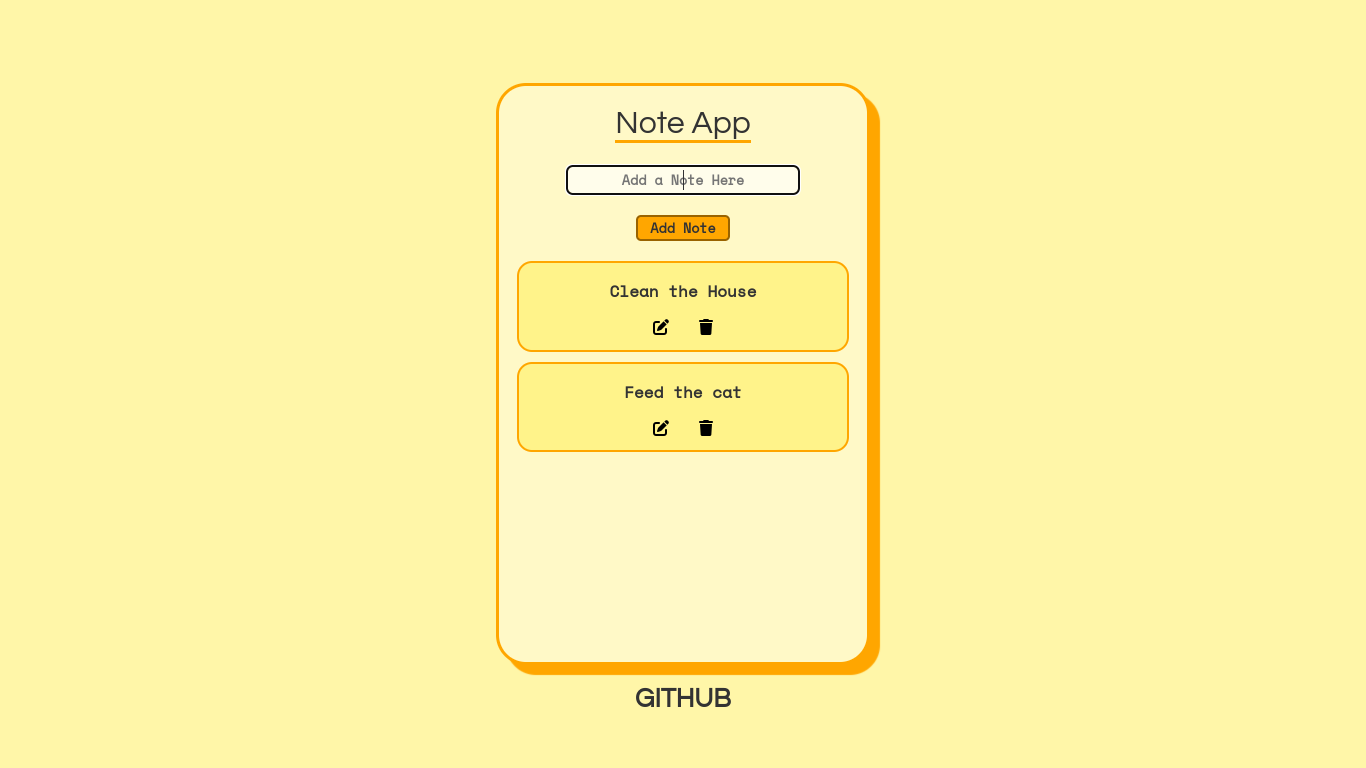 Note App
Add a Note Here
Add Note
Clean the House
Feed the cat
GITHUB